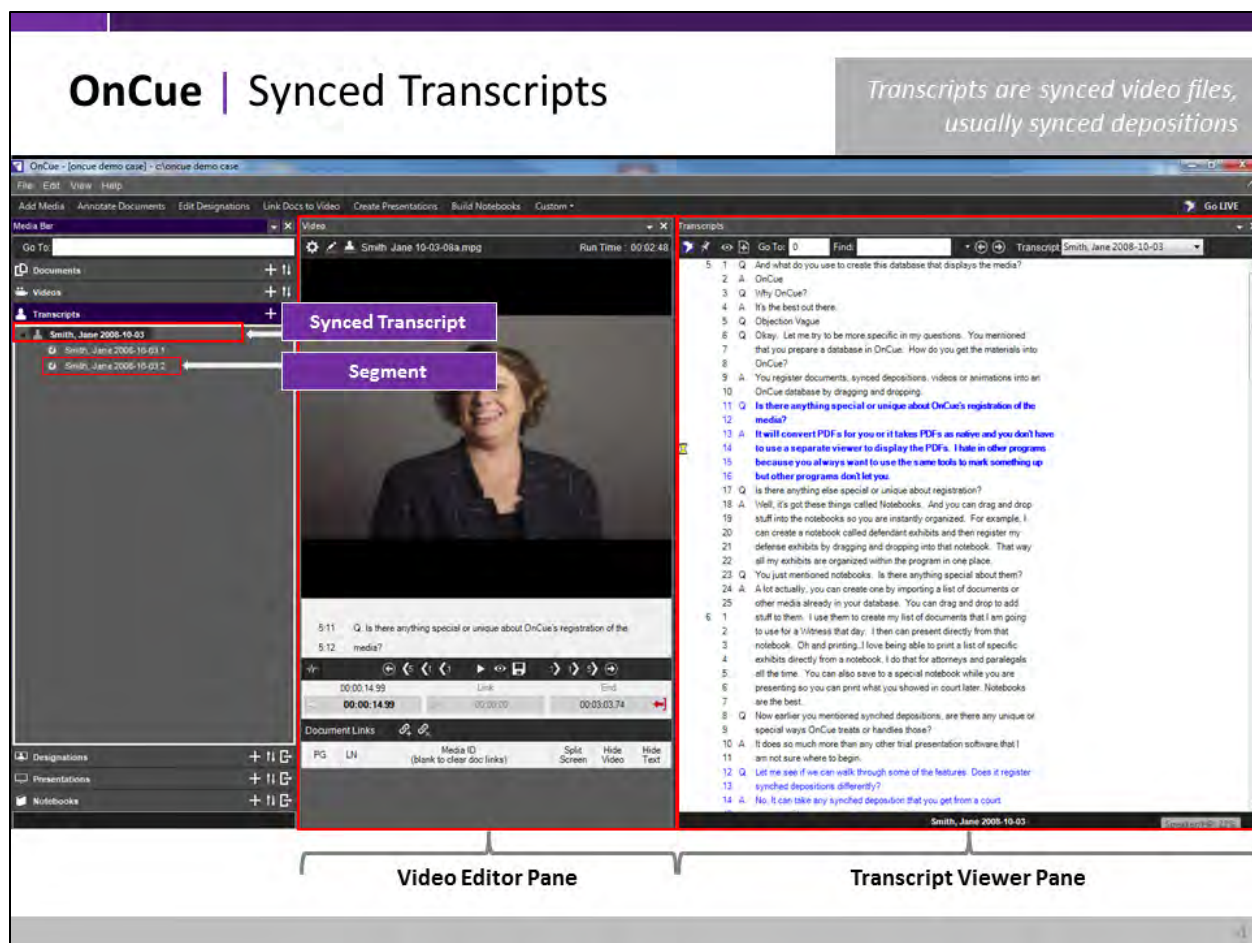 OnCue | Synced Transcripts
Transcripts are synced video files,
usually synced depositions
OnCue - [oncue demo case] - c:\oncue demo case
File Edit View Help
Add Media Annotate Documents Edit Designations Link Docs to Video Create Presentations Build Notebooks Custom
Go LIVE
Media Bar
Go To:
Documents
Videos
Transcripts
Smith, Jane 2008-10-03
Smith, Jane 2008-10-03.1
Smith, Jane 2008-10-03.2
Designations
Presentations
Notebooks
Synced Transcript
Segment
Video
Smith Jane 10-03-08a.mpg Run Time : 00:02:48
5:11 Q. Is there anything special or unique about OnCue's registration of the
5:12 media?
5 1 1 1 1 5
00:00:14.99 Link End
00:00:14.99 00:00:00 00:03:03.74
Document Links
PG LN Media ID (blank to clear doc links) Split Screen Hide Video Hide Text
Transcripts
Go To: 0 Find: Transcript Smith, Jane 2008-10-03
5 1 Q And what do you use to create this database that displays the media?
2 A OnCue
3 Q Why OnCue?
4 A It's the best out there.
5 Q Objection Vague
6 Q Okay. Let me try to be more specific in my questions. You mentioned
7 that you prepare a database in OnCue. How do you get the materials into
8 OnCue?
9 A You register documents, synced depositions, videos or animations into an
10 OnCue database by dragging and dropping.
11 Q Is there anything special or unique about OnCue's registration of the
12 media?
13 A It will convert PDFs for you or it takes PDFs as native and you don't have
14 to use a separate viewer to display the PDFs. I hate in other programs
15 because you always want to use the same tools to mark something up
16 but other programs don't let you.
17 Q Is there anything else special or unique about registration?
18 A Well, it's got these things called Notebooks. And you can drag and drop
19 stuff into the notebooks so you are instantly organized. For example, I
20 can create a notebook called defendant exhibits and then register my
21 defense exhibits by dragging and dropping into that notebook. That way
22 all my exhibits are organized within the program in one place.
23 Q You just mentioned notebooks. Is there anything special about them?
24 A A lot actually, you can create one by importing a list of documents or
25 other media already in your database. You can drag and drop to add
6 1 stuff to them. I use them to create my list of documents that I am going
2 to use for a Witness that day. I then can present directly from that
3 notebook. Oh and printing..I love being able to print a list of specific
4 exhibits directly from a notebook. I do that for attorneys and paralegals
5 all the time. You can also save to a special notebook while you are
6 presenting so you can print what you showed in court later. Notebooks
7 are the best.
8 Q Now earlier you mentioned synched depositions, are there any unique or
9 special ways OnCue treats or handles those?
10 A It does so much more than any other trial presentation software that I
11 am not sure where to begin.
12 Q Let me see if we can walk through some of the features. Does it register
13 synched depositions differently?
14 A No. It can take any synched deposition that you get from a court
Smith, Jane 2008-10-03
Video Editor Pane
Transcript Viewer Pane